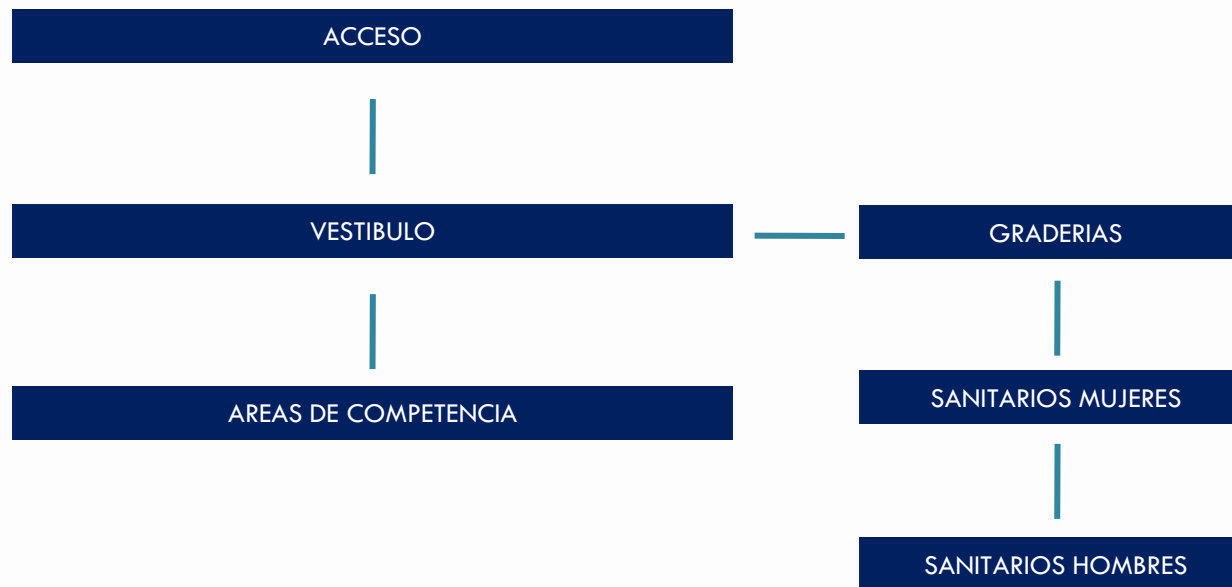 ACCESO
VESTIBULO
GRADERIAS
AREAS DE COMPETENCIA
SANITARIOS MUJERES
SANITARIOS HOMBRES